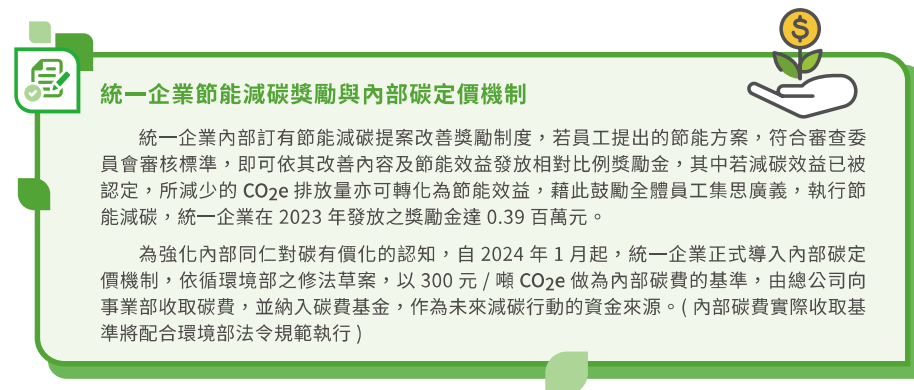 統一企業節能減碳獎勵與內部碳定價機制
統一企業內部訂有節能減碳提案改善獎勵制度，若員工提出的節能方案，符合審查委
員會審核標準，即可依其改善內容及節能效益發放相對比例獎勵金，其中若減碳效益已被
認定，所減少的 CO2e 排放量亦可轉化為節能效益，藉此鼓勵全體員工集思廣義，執行節
能減碳，統一企業在 2023 年發放之獎勵金達 0.39 百萬元。
為強化內部同仁對碳有價化的認知，自 2024 年 1 月起，統一企業正式導入內部碳定
價機制，依循環境部之修法草案，以 300 元 / 噸 CO2e 做為內部碳費的基準，由總公司向
事業部收取碳費，並納入碳費基金，作為未來減碳行動的資金來源。( 內部碳費實際收取基
準將配合環境部法令規範執行 )
$